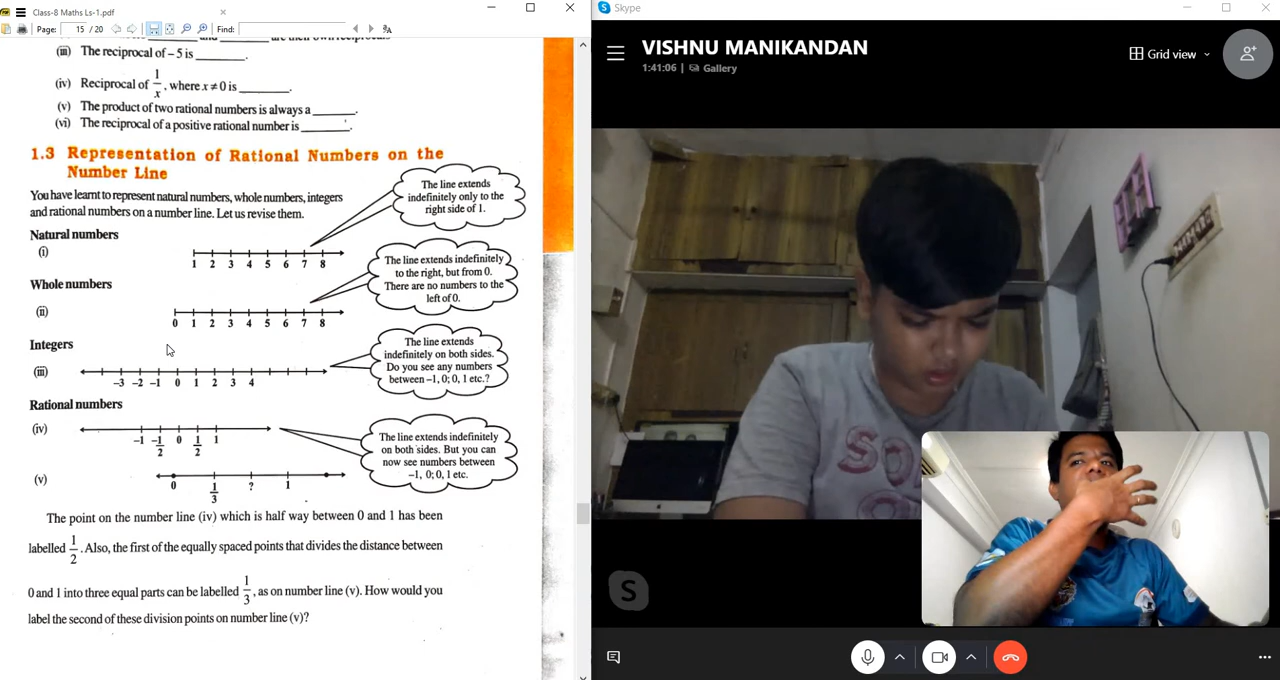 Class-8 Maths Ls-1.pdf
Page: 15 / 20 Find:
are their own reciprocals
(iii) The reciprocal of – 5 is ________.
(iv) Reciprocal of 1/x, where x ≠ 0 is ________.
(v) The product of two rational numbers is always a _______.
(vi) The reciprocal of a positive rational number is ________.
1.3 Representation of Rational Numbers on the
Number Line
You have learnt to represent natural numbers, whole numbers, integers
and rational numbers on a number line. Let us revise them.
The line extends
indefinitely only to the
right side of 1.
Natural numbers
(i)
1 2 3 4 5 6 7 8
The line extends indefinitely
to the right, but from 0.
There are no numbers to the
left of 0.
Whole numbers
(ii)
0 1 2 3 4 5 6 7 8
The line extends
indefinitely on both sides.
Do you see any numbers
between –1, 0; 0, 1 etc.?
Integers
(iii)
–3 –2 –1 0 1 2 3 4
Rational numbers
(iv)
–1 –1/2 0 1/2 1
The line extends indefinitely
on both sides. But you can
now see numbers between
–1, 0; 0, 1 etc.
(v)
0 1/3 ? 1
The point on the number line (iv) which is half way between 0 and 1 has been
labelled 1/2. Also, the first of the equally spaced points that divides the distance between
0 and 1 into three equal parts can be labelled 1/3, as on number line (v). How would you
label the second of these division points on number line (v)?
Skype
VISHNU MANIKANDAN
1:41:06 | Gallery
Grid view
S